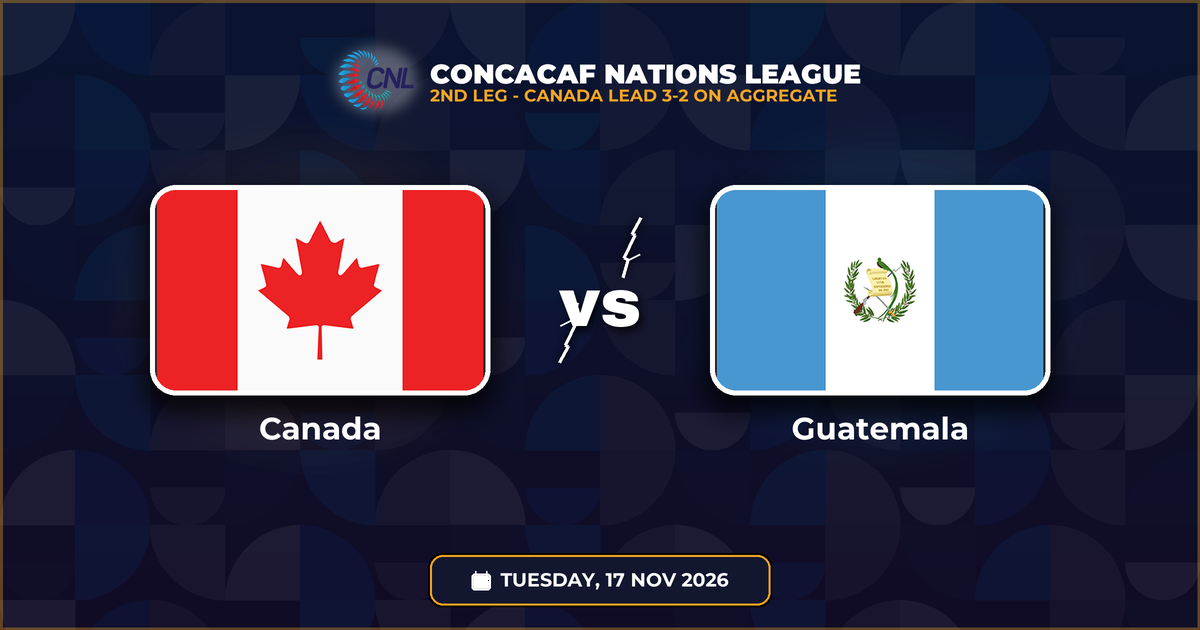 CNL
CONCACAF NATIONS LEAGUE
2ND LEG - CANADA LEAD 3-2 ON AGGREGATE
VS
Canada
Guatemala
TUESDAY, 17 NOV 2026